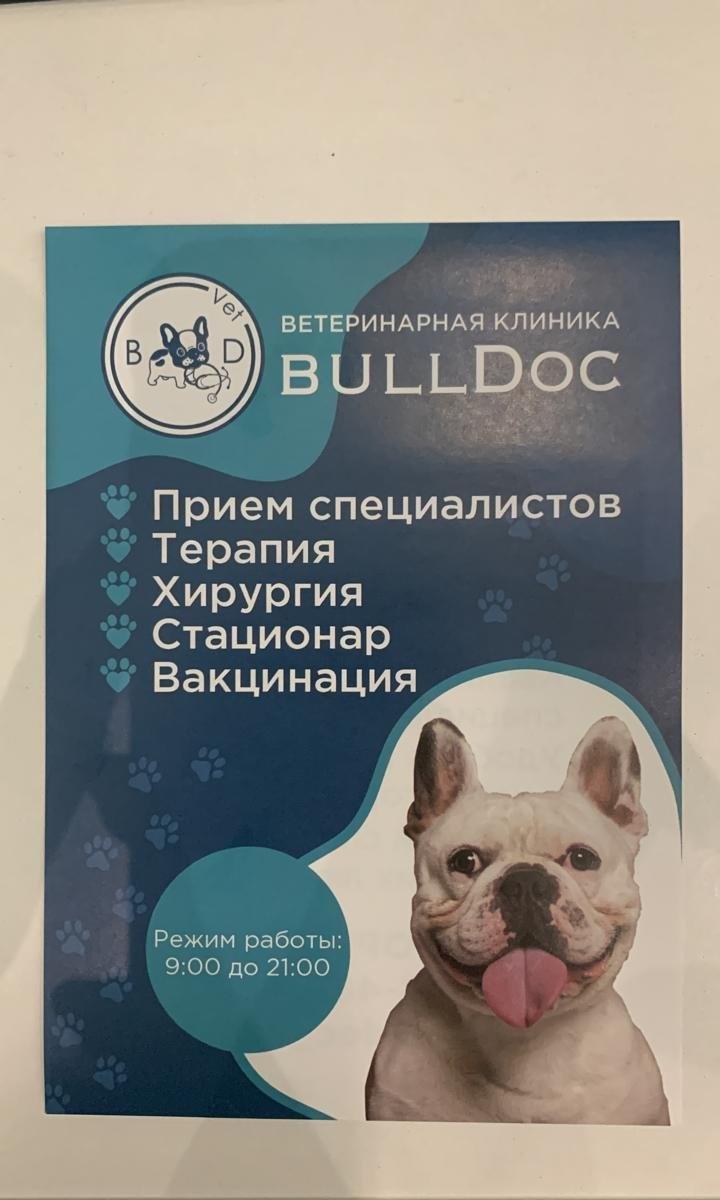 Vet
B D
ВЕТЕРИНАРНАЯ КЛИНИКА
BULLDOC
Прием специалистов
Терапия
Хирургия
Стационар
Вакцинация
Режим работы:
9:00 до 21:00